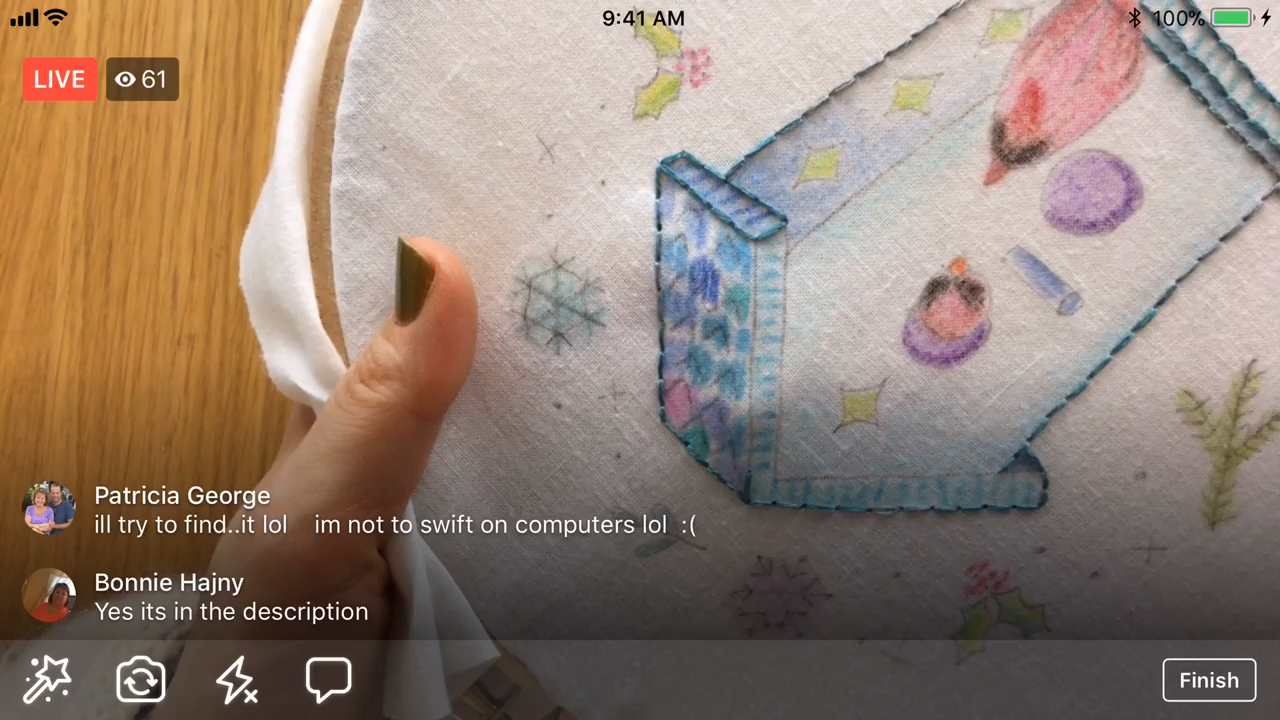 9:41 AM
100%
LIVE
61
Patricia George
ill try to find..it lol    im not to swift on computers lol  :(
Bonnie Hajny
Yes its in the description
Finish